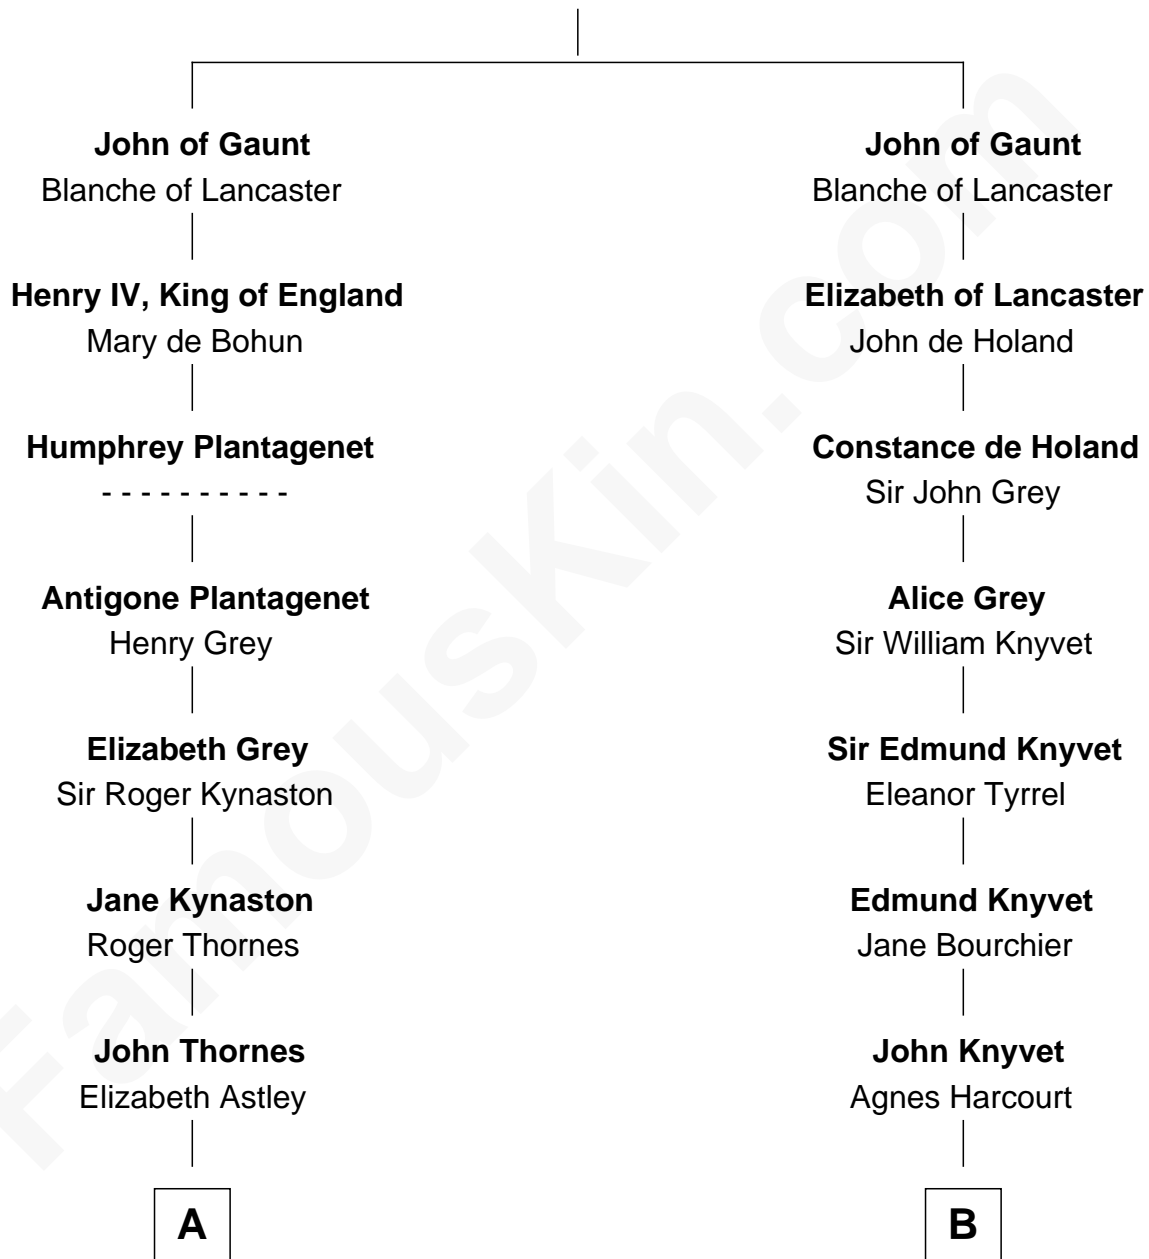 John of Gaunt
Blanche of Lancaster
Henry IV, King of England
Mary de Bohun
Humphrey Plantagenet
- - - - - - - - - -
Antigone Plantagenet
Henry Grey
Elizabeth Grey
Sir Roger Kynaston
Jane Kynaston
Roger Thornes
John Thornes
Elizabeth Astley
A
John of Gaunt
Blanche of Lancaster
Elizabeth of Lancaster
John de Holand
Constance de Holand
Sir John Grey
Alice Grey
Sir William Knyvet
Sir Edmund Knyvet
Eleanor Tyrrel
Edmund Knyvet
Jane Bourchier
John Knyvet
Agnes Harcourt
B
FamousKin.com